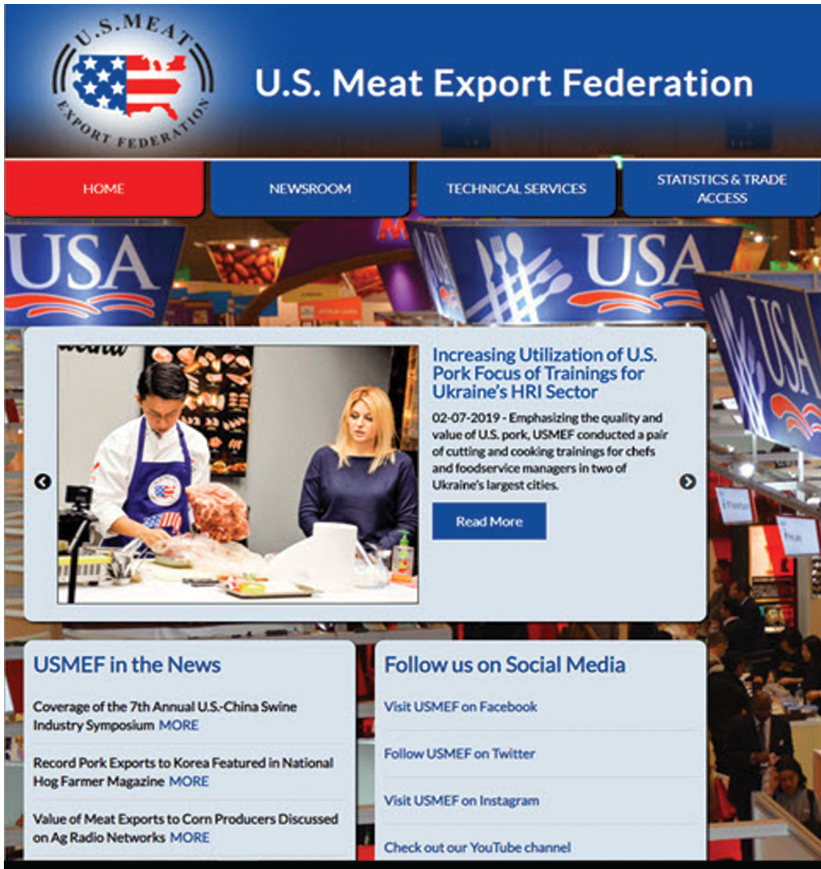 U.S. MEAT
EXPORT FEDERATION
U.S. Meat Export Federation
HOME
NEWSROOM
TECHNICAL SERVICES
STATISTICS & TRADE
ACCESS
USA
USA
USA
Increasing Utilization of U.S.
Pork Focus of Trainings for
Ukraine's HRI Sector
02-07-2019 - Emphasizing the quality and
value of U.S. pork, USMEF conducted a pair
of cutting and cooking trainings for chefs
and foodservice managers in two of
Ukraine's largest cities.
Read More
USMEF in the News
Coverage of the 7th Annual U.S.-China Swine
Industry Symposium MORE
Record Pork Exports to Korea Featured in National
Hog Farmer Magazine MORE
Value of Meat Exports to Corn Producers Discussed
on Ag Radio Networks MORE
Follow us on Social Media
Visit USMEF on Facebook
Follow USMEF on Twitter
Visit USMEF on Instagram
Check out our YouTube channel